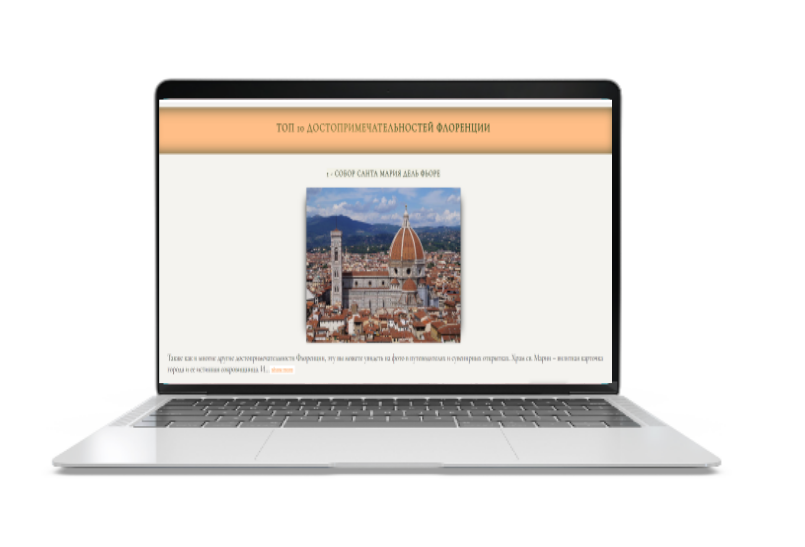 ТОП 10 ДОСТОПРИМЕЧАТЕЛЬНОСТЕЙ ФЛОРЕНЦИИ
1 - СОБОР САНТА МАРИЯ ДЕЛЬ ФЬОРЕ
Также как и многие другие достопримечательности Флоренции, эту вы можете увидеть на фото в путеводителях и сувенирных открытках. Храм св. Марии – визитная карточка
города и ее истинная сокровищница. И...